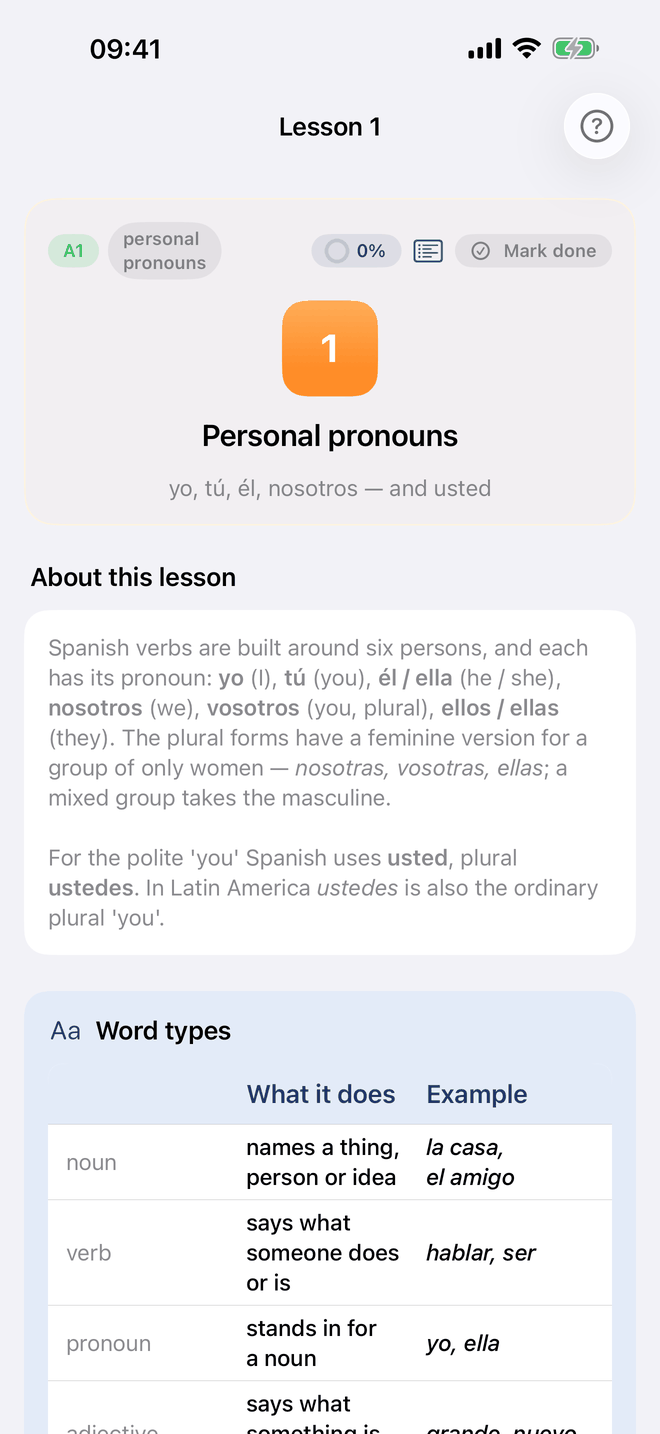 09:41
Lesson 1
A1
personal
pronouns
0%
Mark done
1
Personal pronouns
yo, tú, él, nosotros — and usted
About this lesson
Spanish verbs are built around six persons, and each
has its pronoun: yo (I), tú (you), él / ella (he / she),
nosotros (we), vosotros (you, plural), ellos / ellas
(they). The plural forms have a feminine version for a
group of only women — nosotras, vosotras, ellas; a
mixed group takes the masculine.
For the polite 'you' Spanish uses usted, plural
ustedes. In Latin America ustedes is also the ordinary
plural 'you'.
Aa Word types
What it does Example
noun
names a thing,
person or idea
la casa,
el amigo
verb
says what
someone does
or is
hablar, ser
pronoun
stands in for
a noun
yo, ella
adjective
says what
something is
grande, nuevo